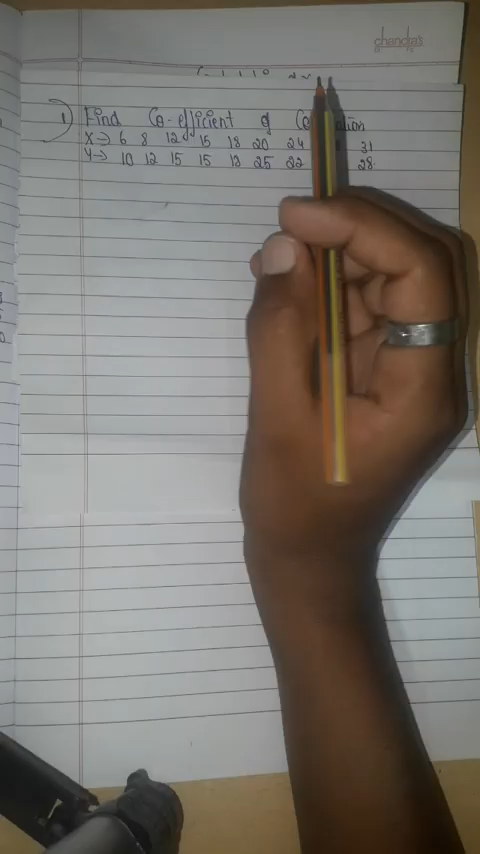 chandra's
1) Find Co-efficient of
X→ 6 8 12 15 18 20 24 31
Y→ 10 12 15 15 18 25 22 28